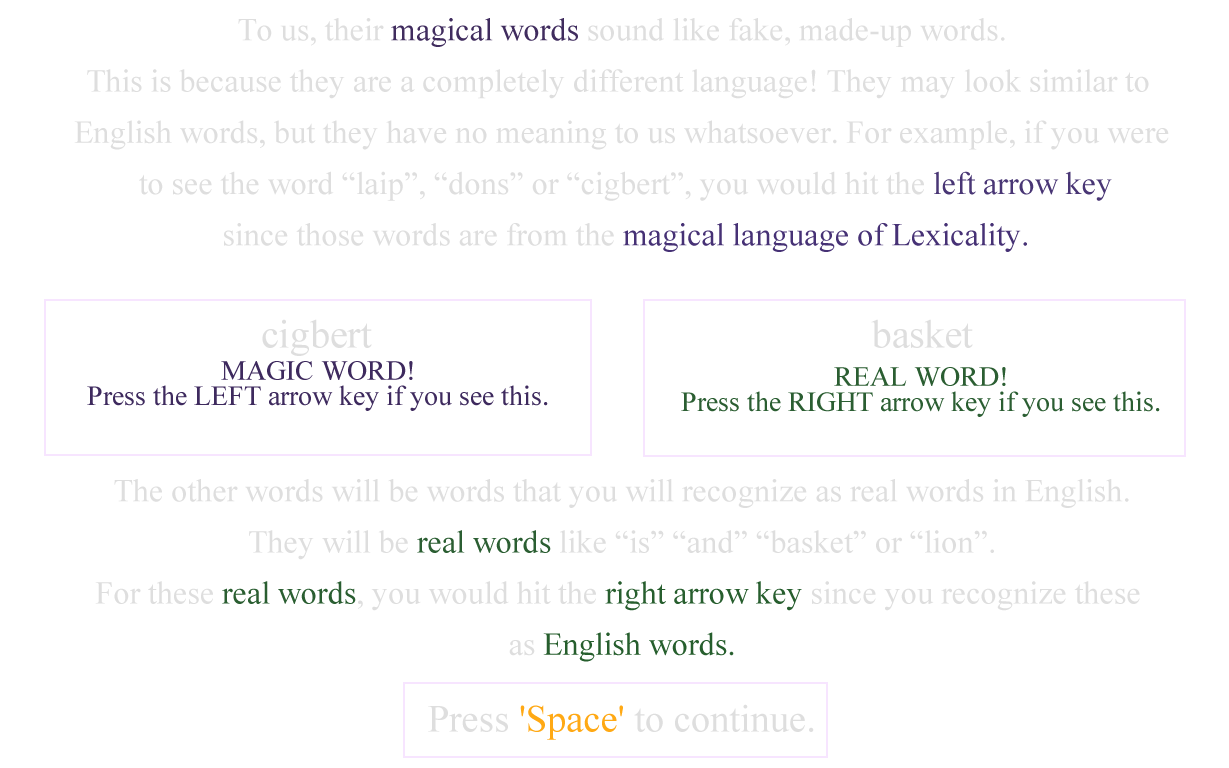 To us, their magical words sound like fake, made-up words.
This is because they are a completely different language! They may look similar to
English words, but they have no meaning to us whatsoever. For example, if you were
to see the word “laip”, “dons” or “cigbert”, you would hit the left arrow key
since those words are from the magical language of Lexicality.
cigbert
MAGIC WORD!
Press the LEFT arrow key if you see this.
basket
REAL WORD!
Press the RIGHT arrow key if you see this.
The other words will be words that you will recognize as real words in English.
They will be real words like “is” “and” “basket” or “lion”.
For these real words, you would hit the right arrow key since you recognize these
as English words.
Press 'Space' to continue.